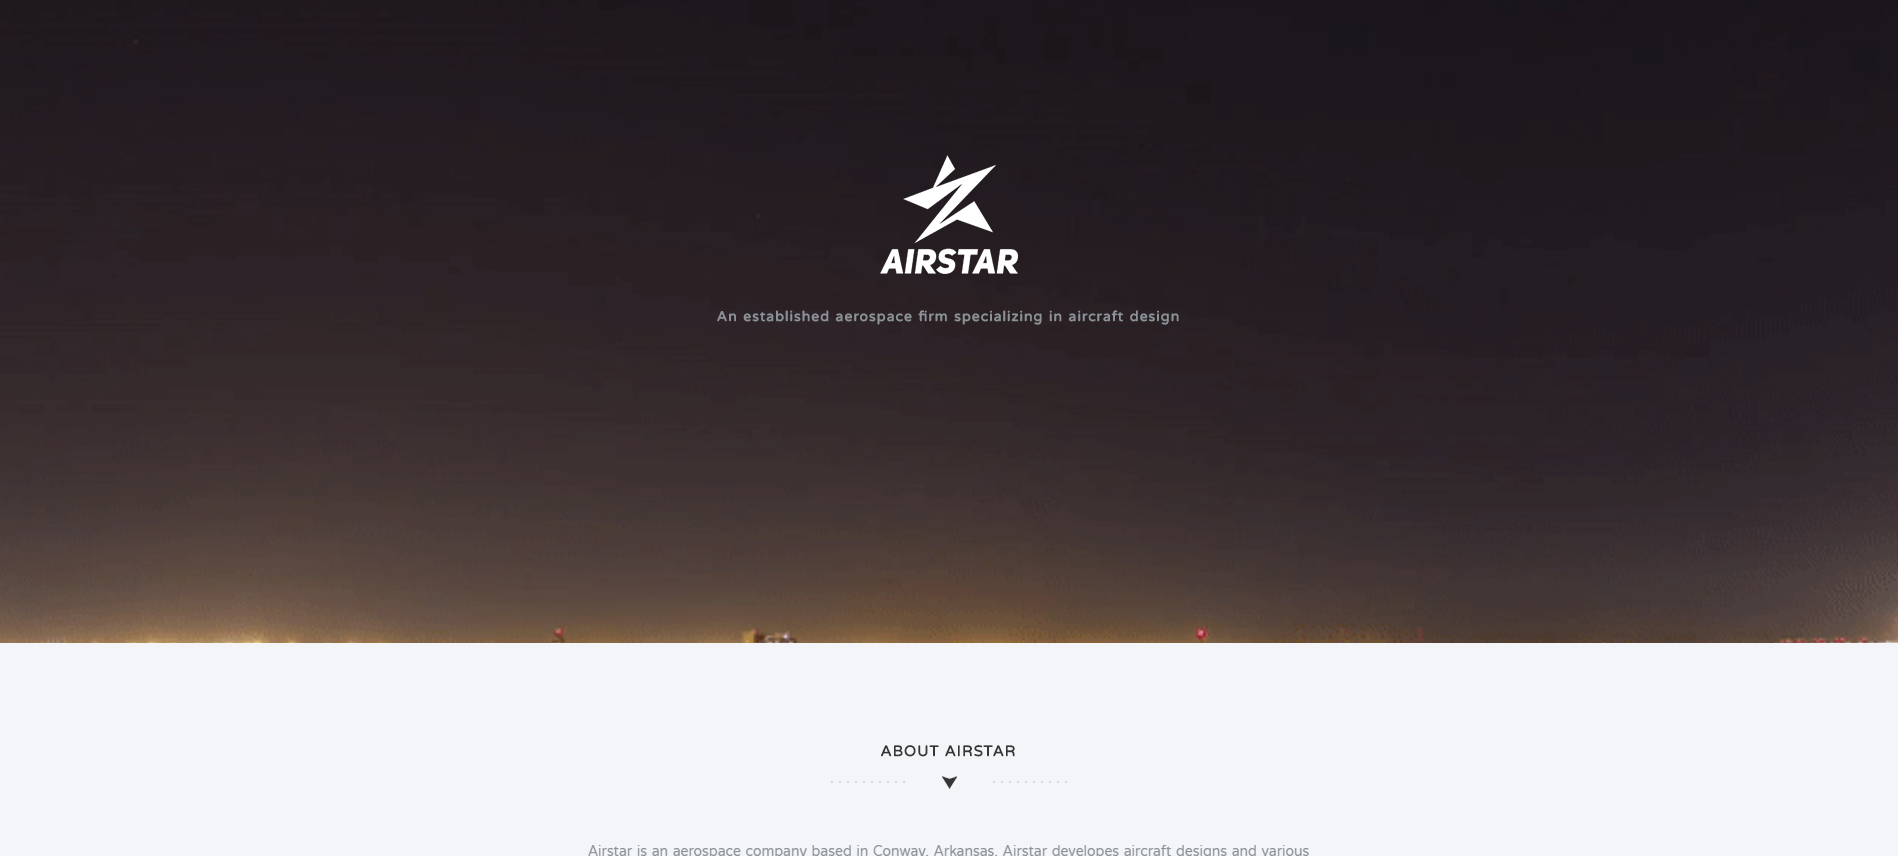 AIRSTAR
An established aerospace firm specializing in aircraft design
ABOUT AIRSTAR
Airstar is an aerospace company based in Conway, Arkansas. Airstar developes aircraft designs and various